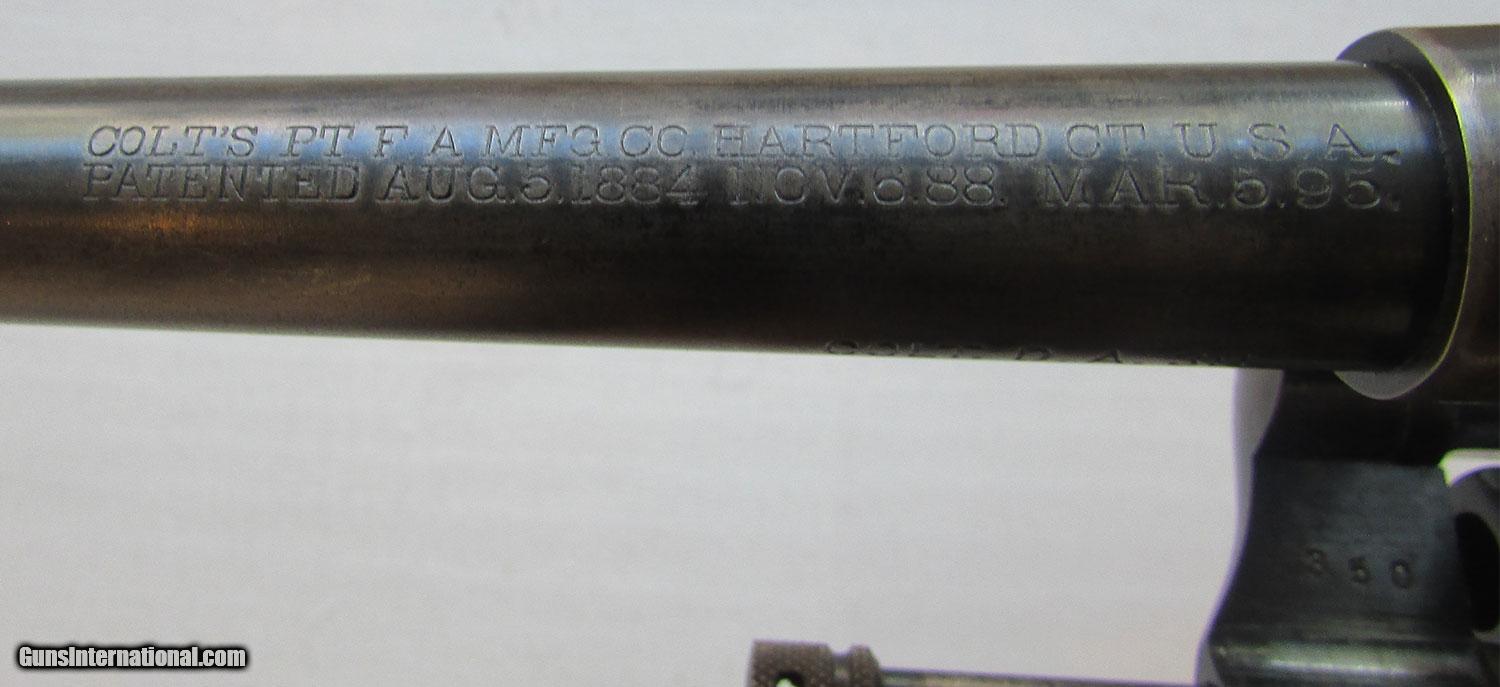 COLT'S PT F.A MFG CO. HARTFORD CT. U.S.A.
PATENTED AUG.5.1884 NOV.6.88. MAR.5.95.
350
GunsInternational.com